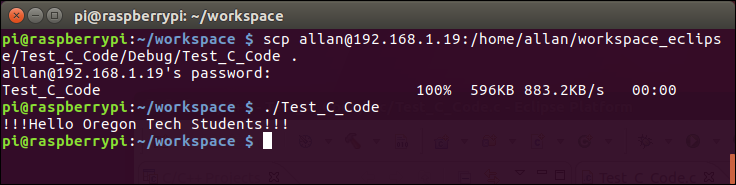 pi@raspberrypi: ~/workspace
pi@raspberrypi:~/workspace $ scp allan@192.168.1.19:/home/allan/workspace_eclips
e/Test_C_Code/Debug/Test_C_Code .
allan@192.168.1.19's password:
Test_C_Code 100% 596KB 883.2KB/s 00:00
pi@raspberrypi:~/workspace $ ./Test_C_Code
!!!Hello Oregon Tech Students!!!
pi@raspberrypi:~/workspace $
Test_C_Code.c